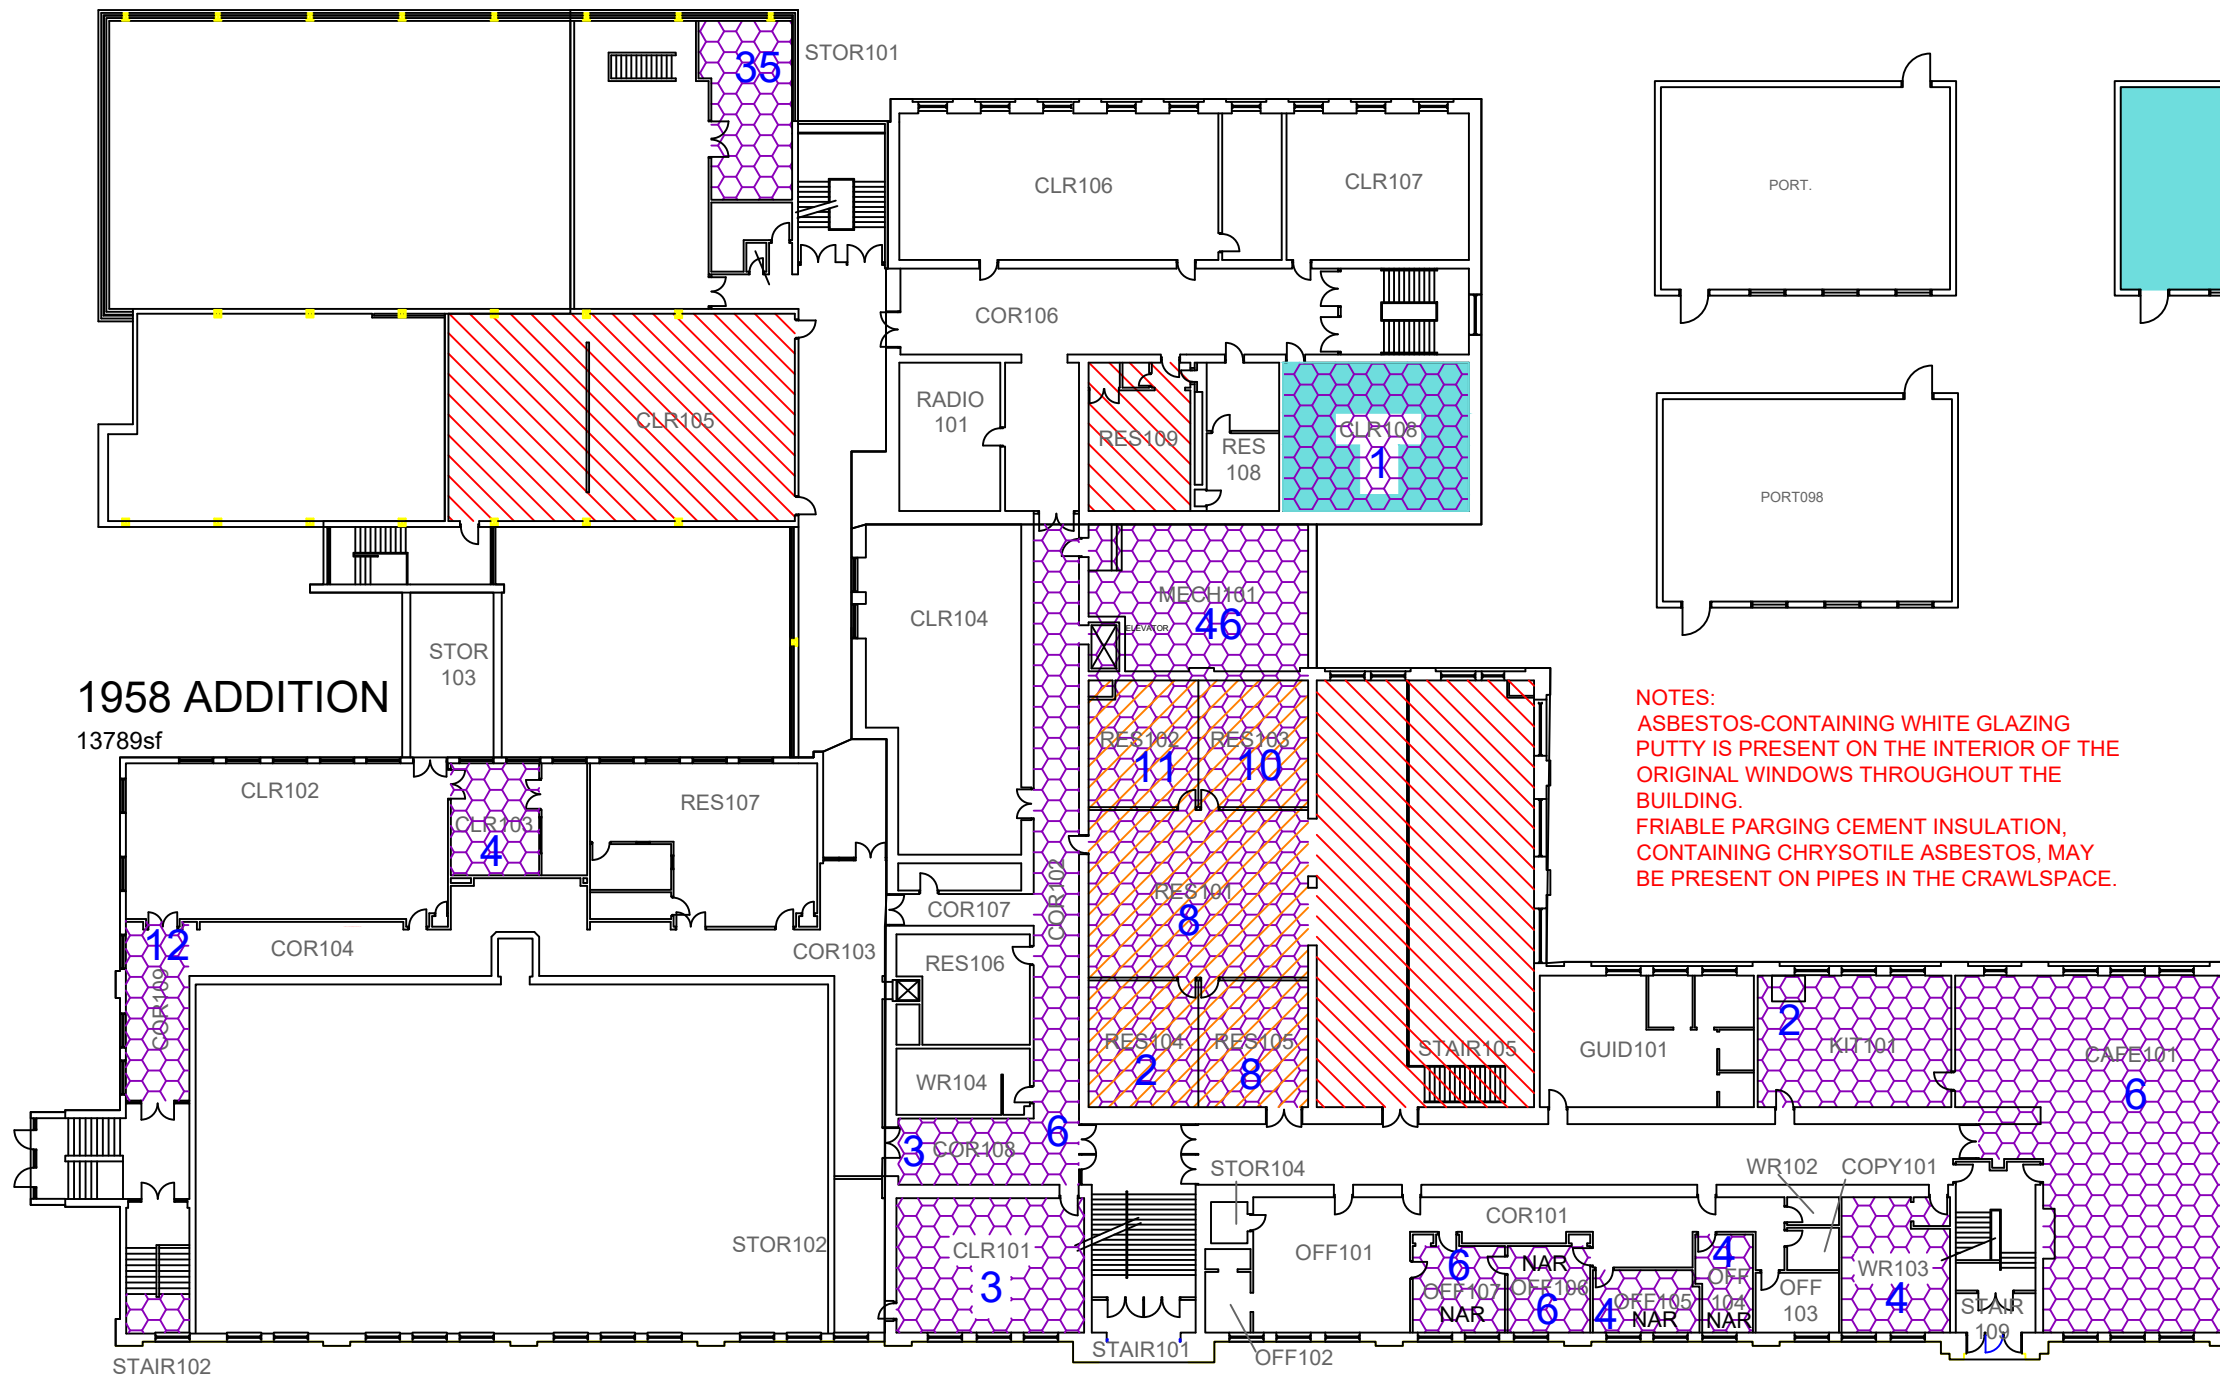 35
STOR101
CLR106
CLR107
PORT.
COR106
CLR105
RADIO
101
RES109
RES
108
CLR108
1
PORT098
MECH101
46
ELEVATOR
CLR104
STOR
103
1958 ADDITION
13789sf
NOTES:
ASBESTOS-CONTAINING WHITE GLAZING
PUTTY IS PRESENT ON THE INTERIOR OF THE
ORIGINAL WINDOWS THROUGHOUT THE
BUILDING.
FRIABLE PARGING CEMENT INSULATION,
CONTAINING CHRYSOTILE ASBESTOS, MAY
BE PRESENT ON PIPES IN THE CRAWLSPACE.
RES102
11
RES103
10
CLR102
CLR103
4
RES107
RES101
8
COR102
COR107
12
COR109
COR104
COR103
RES106
RES104
2
RES105
8
STAIR105
GUID101
2
KIT101
CAFE101
6
WR104
3
COR108
6
STOR104
WR102
COPY101
COR101
STOR102
CLR101
3
OFF101
6
OFF107
NAR
NAR
OFF106
6
4
OFF105
NAR
4
OFF
104
NAR
OFF
103
WR103
4
STAIR
109
STAIR101
OFF102
STAIR102